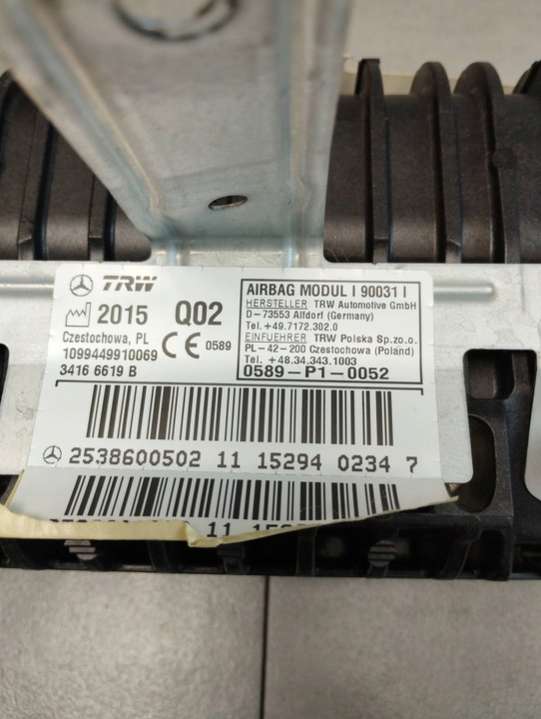 TRW
2015 Q02
Czestochowa, PL
1099449910069 CE 0589
3416 6619 B
AIRBAG MODUL I 90031 I
HERSTELLER TRW Automotive GmbH
D-73553 Alfdorf (Germany)
Tel. +49.7172.302.0
EINFUEHRER TRW Polska Sp.zo.o.
PL-42-200 Czestochowa (Poland)
Tel. +48.34.343.1003
0589-P1-0052
2538600502 11 15294 0234 7
11